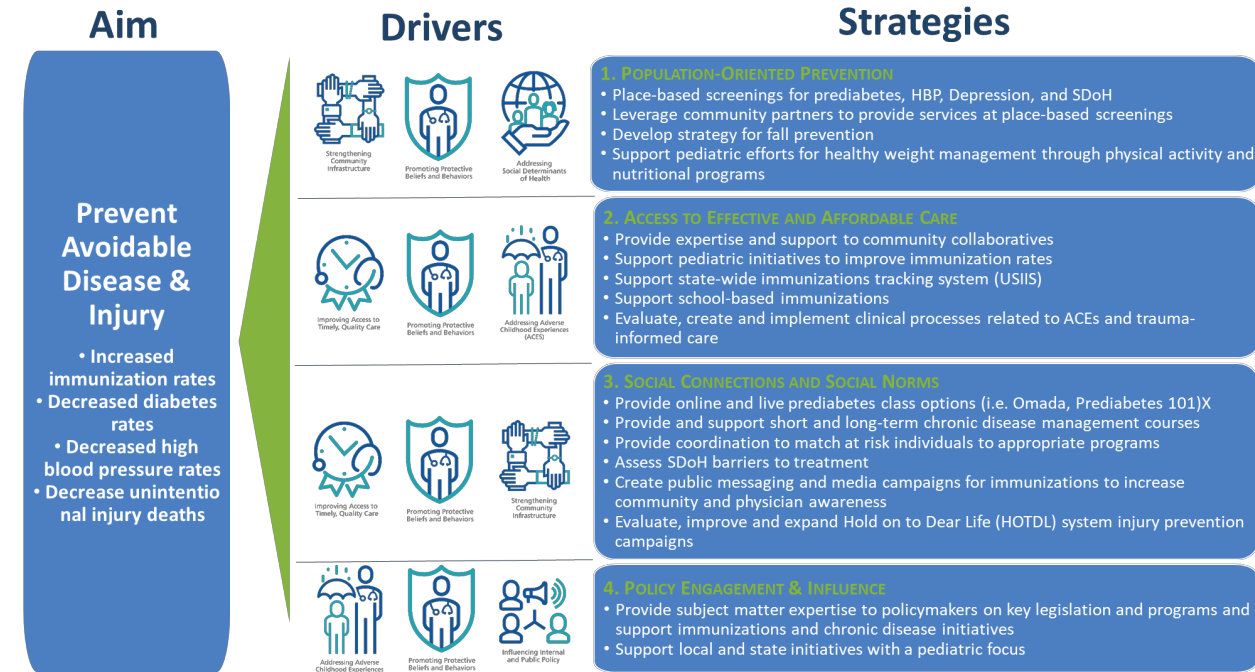 Aim
Drivers
Strategies
Prevent
Avoidable
Disease &
Injury
• Increased
immunization rates
• Decreased diabetes
rates
• Decreased high
blood pressure rates
• Decrease unintentio
nal injury deaths
Strengthening
Community
Infrastructure
Promoting Protective
Beliefs and Behaviors
Addressing
Social Determinants
of Health
1. POPULATION-ORIENTED PREVENTION
• Place-based screenings for prediabetes, HBP, Depression, and SDoH
• Leverage community partners to provide services at place-based screenings
• Develop strategy for fall prevention
• Support pediatric efforts for healthy weight management through physical activity and
nutritional programs
Improving Access to
Timely, Quality Care
Promoting Protective
Beliefs and Behaviors
Addressing Adverse
Childhood Experiences
(ACES)
2. ACCESS TO EFFECTIVE AND AFFORDABLE CARE
• Provide expertise and support to community collaboratives
• Support pediatric initiatives to improve immunization rates
• Support state-wide immunizations tracking system (USIIS)
• Support school-based immunizations
• Evaluate, create and implement clinical processes related to ACEs and trauma-
informed care
Improving Access to
Timely, Quality Care
Promoting Protective
Beliefs and Behaviors
Strengthening
Community
Infrastructure
3. SOCIAL CONNECTIONS AND SOCIAL NORMS
• Provide online and live prediabetes class options (i.e. Omada, Prediabetes 101)X
• Provide and support short and long-term chronic disease management courses
• Provide coordination to match at risk individuals to appropriate programs
• Assess SDoH barriers to treatment
• Create public messaging and media campaigns for immunizations to increase
community and physician awareness
• Evaluate, improve and expand Hold on to Dear Life (HOTDL) system injury prevention
campaigns
Addressing Adverse
Childhood Experiences
Promoting Protective
Beliefs and Behaviors
Influencing Internal
and Public Policy
4. POLICY ENGAGEMENT & INFLUENCE
• Provide subject matter expertise to policymakers on key legislation and programs and
support immunizations and chronic disease initiatives
• Support local and state initiatives with a pediatric focus